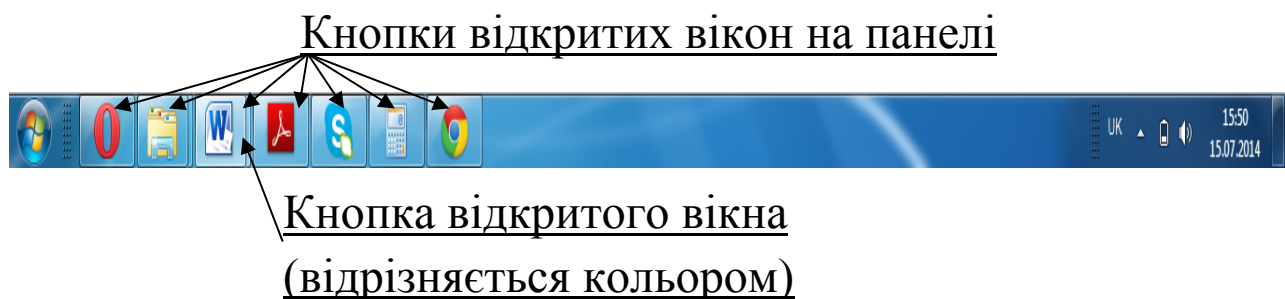 Кнопки відкритих вікон на панелі
UK
15:50
15.07.2014
Кнопка відкритого вікна
(відрізняється кольором)